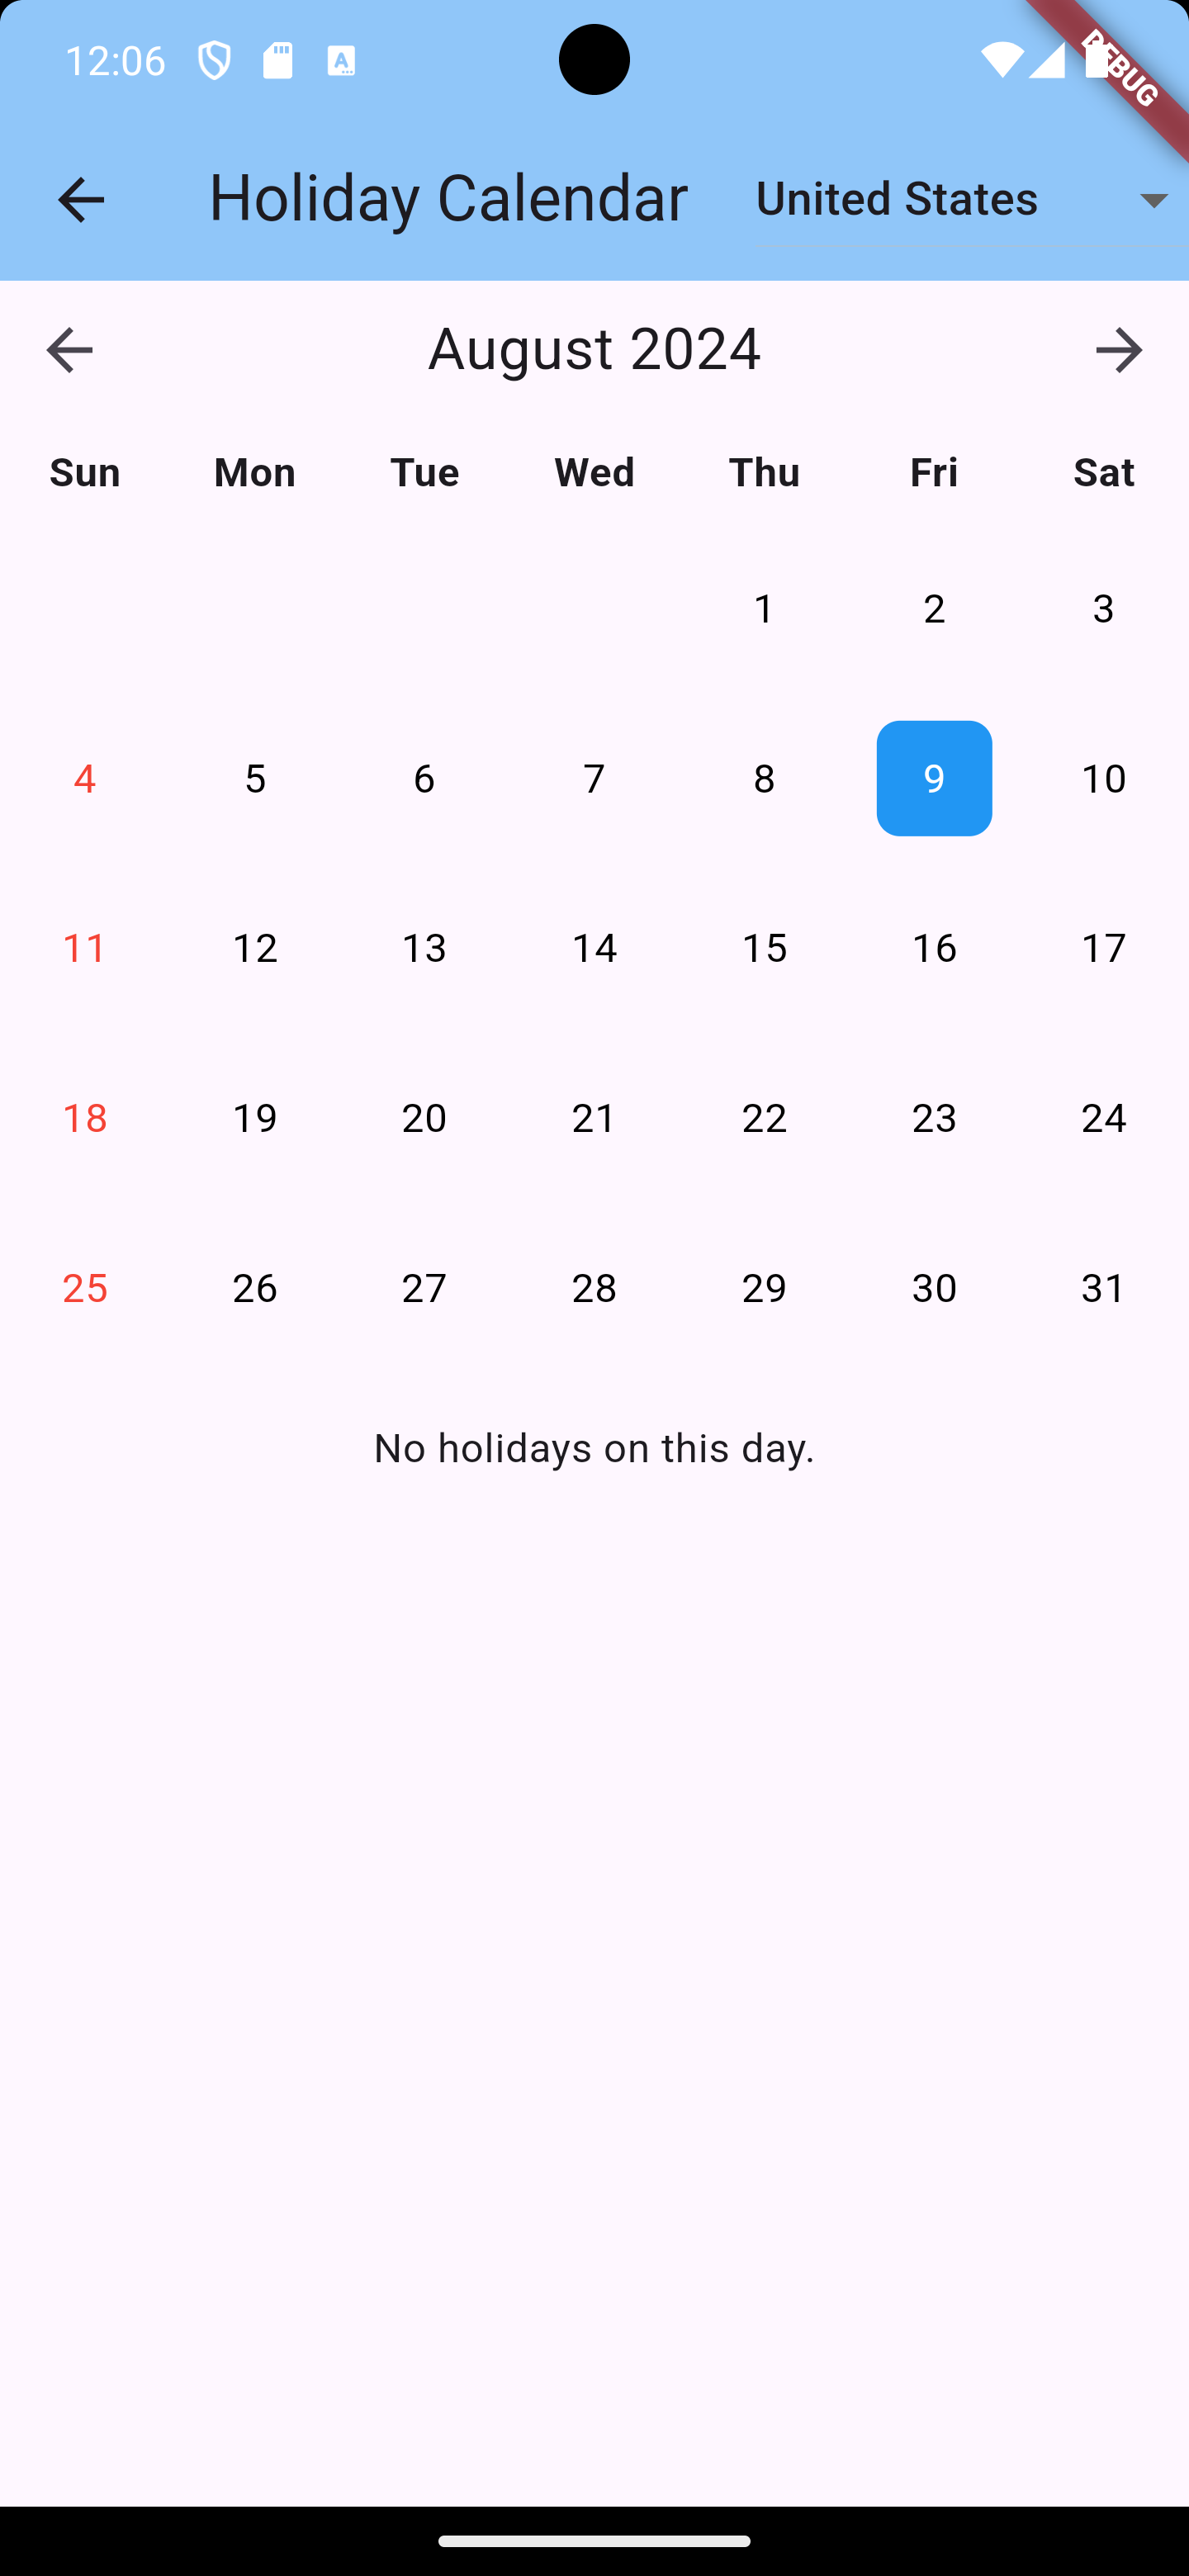 12:06
DEBUG
Holiday Calendar United States
August 2024
Sun Mon Tue Wed Thu Fri Sat
1 2 3
4 5 6 7 8 9 10
11 12 13 14 15 16 17
18 19 20 21 22 23 24
25 26 27 28 29 30 31
No holidays on this day.